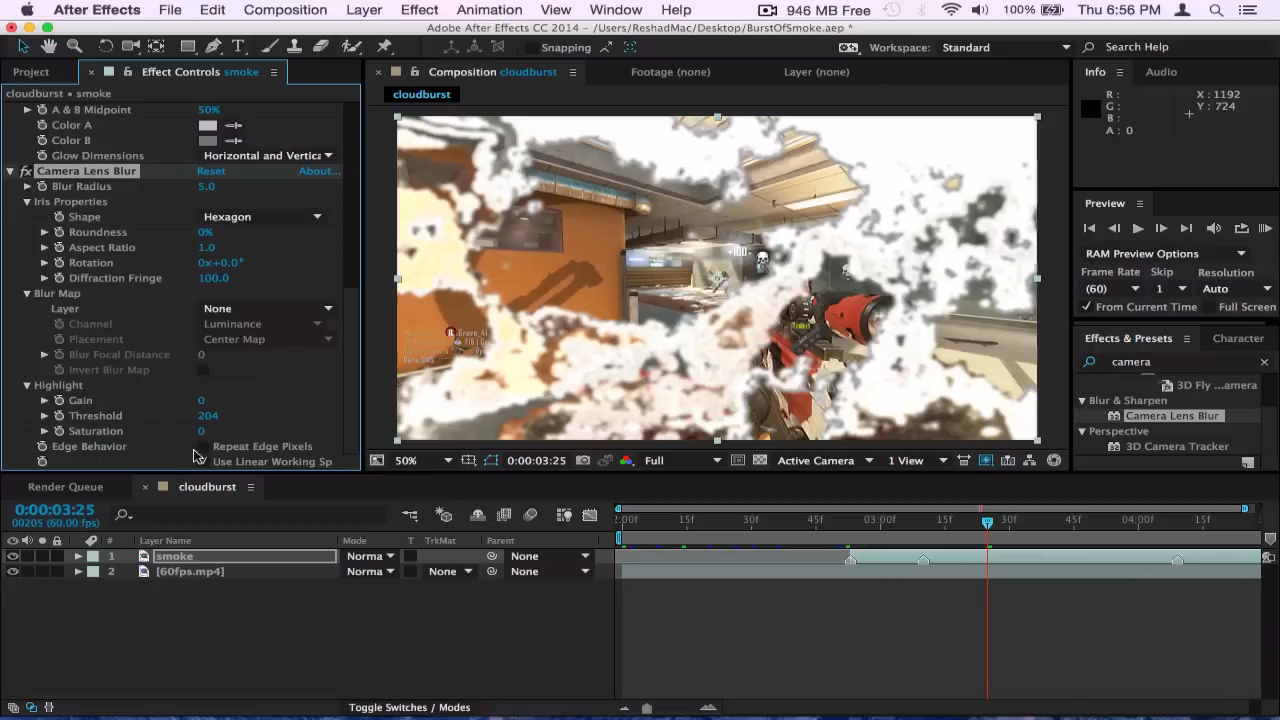 After Effects File Edit Composition Layer Effect Animation View Window Help 946 MB Free 100% Thu 6:56 PM
Adobe After Effects CC 2014 - /Users/ReshadMac/Desktop/BurstOfSmoke.aep *
Snapping Workspace: Standard Search Help
Project × Effect Controls smoke × Composition cloudburst Footage (none) Layer (none) Info Audio
cloudburst • smoke cloudburst
R : X : 1192
G : Y : 724
B :
A : 0
A & B Midpoint 50%
Color A
Color B
Glow Dimensions Horizontal and Vertica
fx Camera Lens Blur Reset About...
Blur Radius 5.0
Iris Properties
Shape Hexagon
Roundness 0%
Aspect Ratio 1.0
Rotation 0x+0.0°
Diffraction Fringe 100.0
Blur Map
Layer None
Channel Luminance
Placement Center Map
Blur Focal Distance 0
Invert Blur Map
Highlight
Gain 0
Threshold 204
Saturation 0
Edge Behavior Repeat Edge Pixels
Use Linear Working Sp
+100
Preview
RAM Preview Options
Frame Rate Skip Resolution
(60) 1 Auto
From Current Time Full Screen
Effects & Presets Character
camera
3D Fly ...amera
Blur & Sharpen
Camera Lens Blur
Perspective
3D Camera Tracker
50% 0:00:03:25 Full Active Camera 1 View
Render Queue × cloudburst
0:00:03:25
00205 (60.00 fps)
2:00f 15f 30f 45f 03:00f 15f 30f 45f 04:00f 15f
# Layer Name Mode T TrkMat Parent
1 smoke Norma None
2 [60fps.mp4] Norma None None
Toggle Switches / Modes